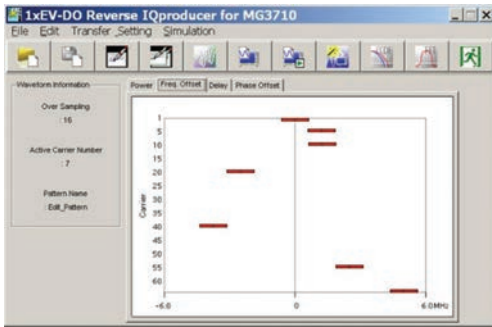 1xEV-DO Reverse IQproducer for MG3710
File Edit Transfer_Setting Simulation
Waveform Information
Over Sampling
: 16
Active Carrier Number
: 7
Pattern Name
: Edit_Pattern
Power Freq. Offset Delay Phase Offset
Carrier
1
5
10
15
20
25
30
35
40
45
50
55
60
-6.0 0 6.0MHz